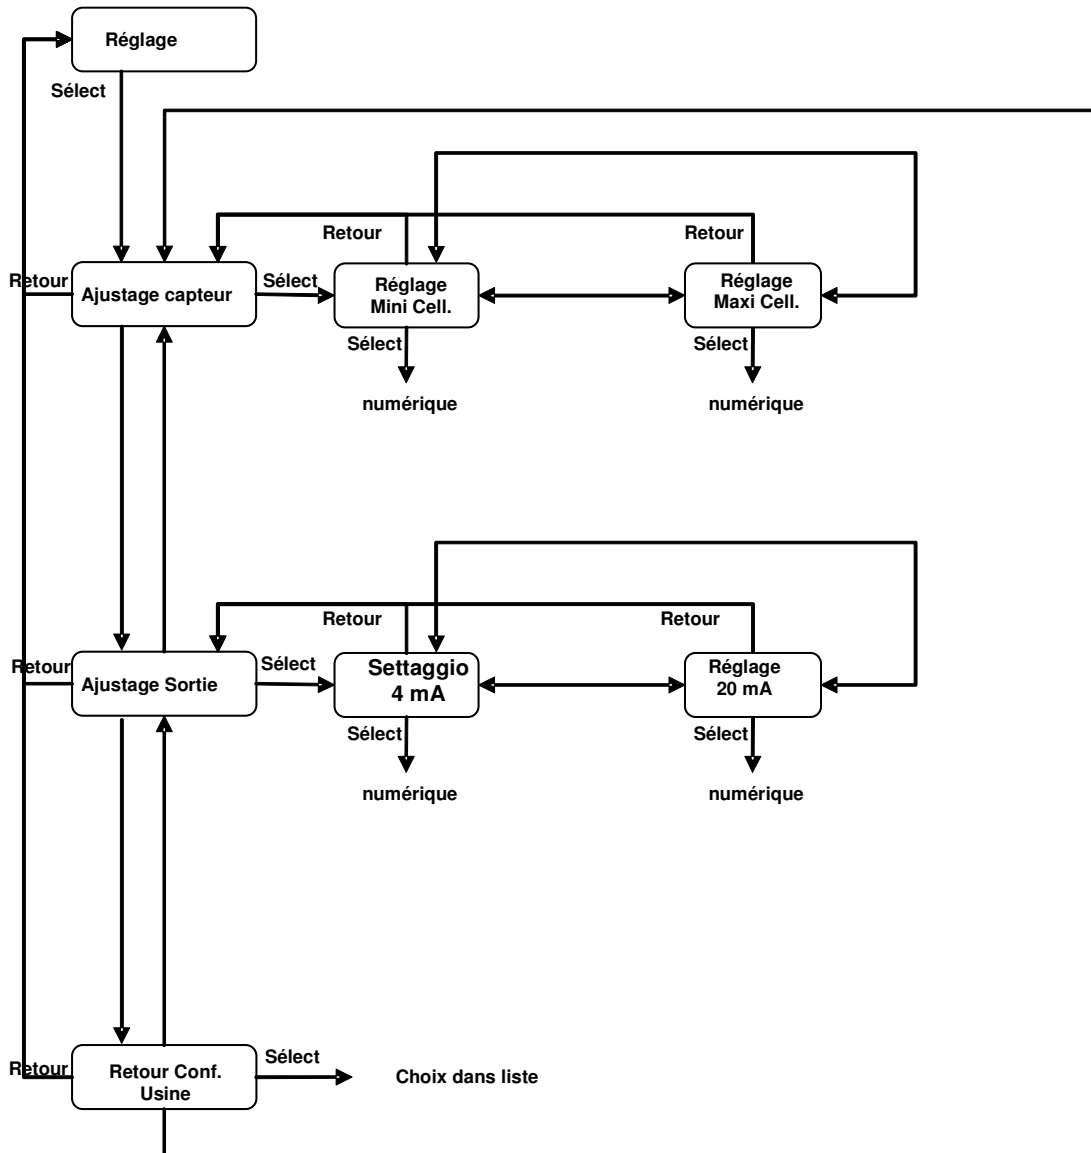 Réglage
Sélect
Retour
Retour
Retour
Ajustage capteur
Sélect
Réglage
Mini Cell.
Réglage
Maxi Cell.
Sélect
Sélect
numérique
numérique
Retour
Retour
Retour
Ajustage Sortie
Sélect
Settaggio
4 mA
Réglage
20 mA
Sélect
Sélect
numérique
numérique
Retour
Retour Conf.
Usine
Sélect
Choix dans liste